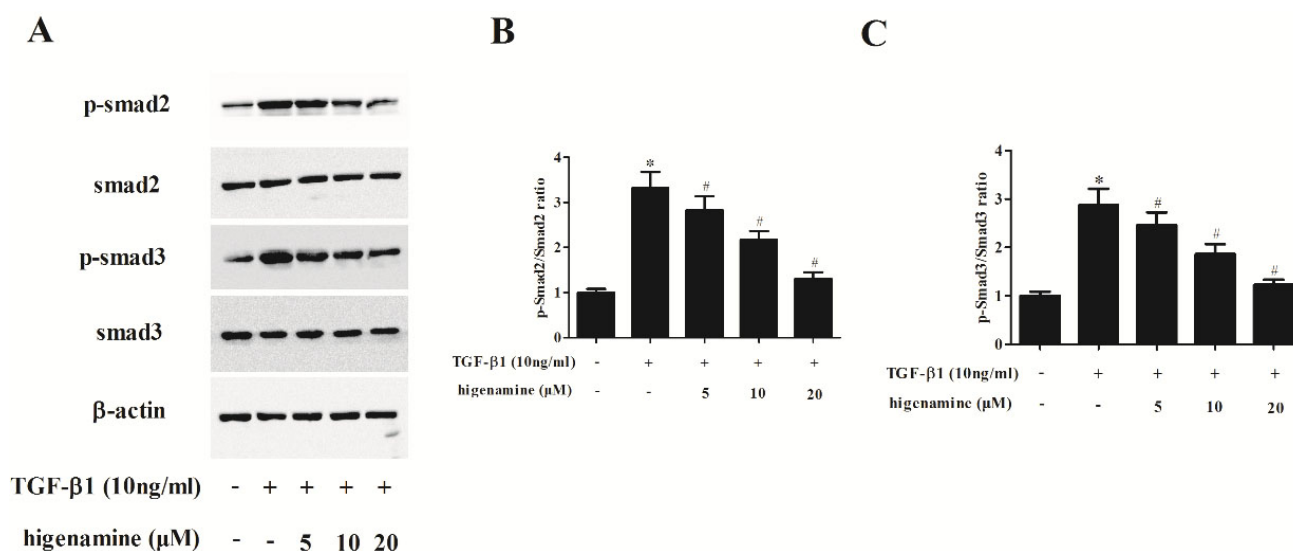 A
p-smad2
smad2
p-smad3
smad3
β-actin
TGF-β1 (10ng/ml) - + + + +
higenamine (μM) - - 5 10 20
B
p-Smad2/Smad2 ratio
4
3
2
1
0
*
#
#
#
TGF-β1 (10ng/ml) - + + + +
higenamine (μM) - - 5 10 20
C
p-Smad3/Smad3 ratio
4
3
2
1
0
*
#
#
#
TGF-β1 (10ng/ml) - + + + +
higenamine (μM) - - 5 10 20